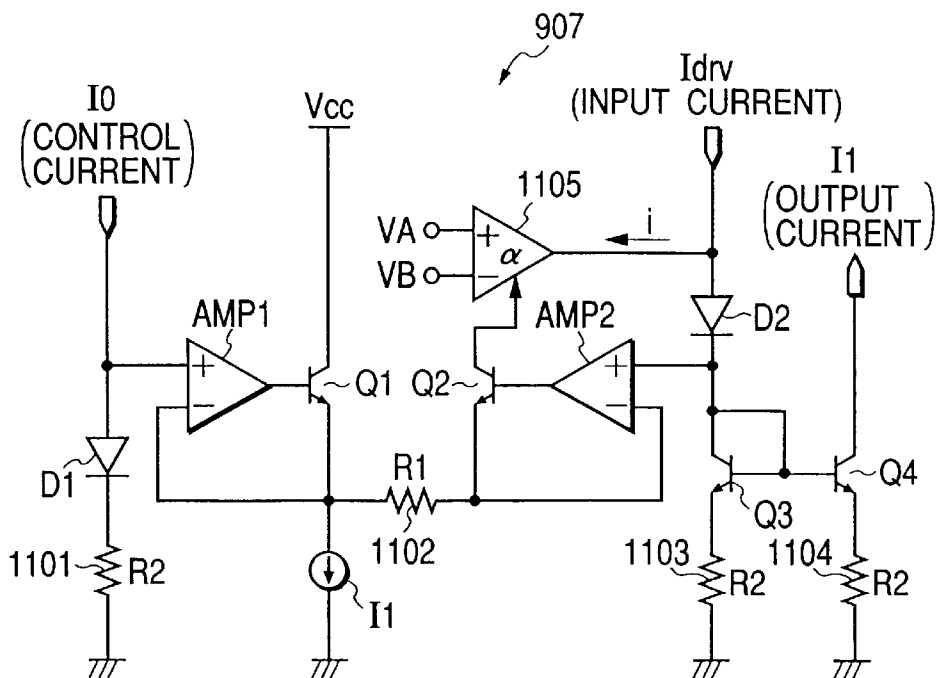 907
I0
(CONTROL
CURRENT)
Vcc
Idrv
(INPUT CURRENT)
I1
(OUTPUT
CURRENT)
1105
VA
+
α
VB
−
i
D2
AMP1
+
−
Q1
Q2
AMP2
+
−
D1
R1
1102
Q3
Q4
1101
R2
I1
1103
R2
1104
R2